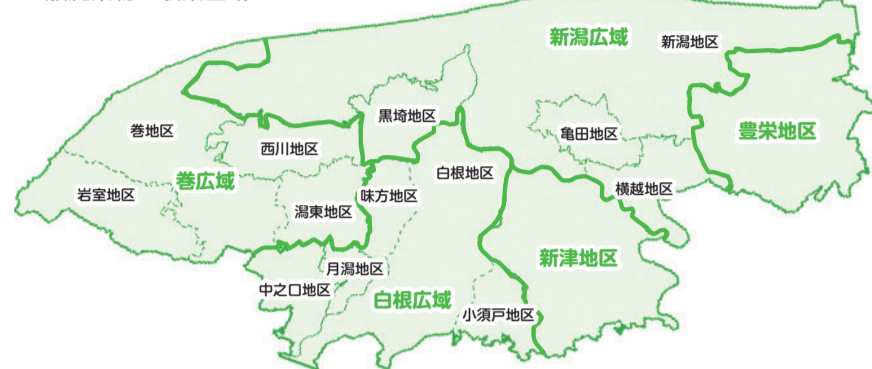 新潟広域
新潟地区
黒埼地区
巻地区
亀田地区
豊栄地区
西川地区
白根地区
巻広域
岩室地区
味方地区
横越地区
潟東地区
新津地区
月潟地区
中之口地区
白根広域
小須戸地区